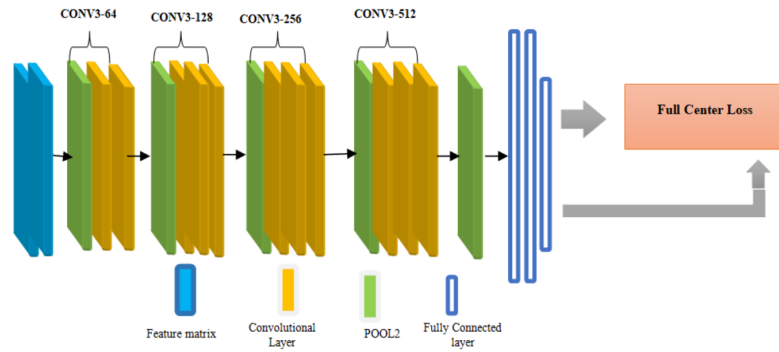 CONV3-64
CONV3-128
CONV3-256
CONV3-512
Full Center Loss
Feature matrix
Convolutional
Layer
POOL2
Fully Connected
layer